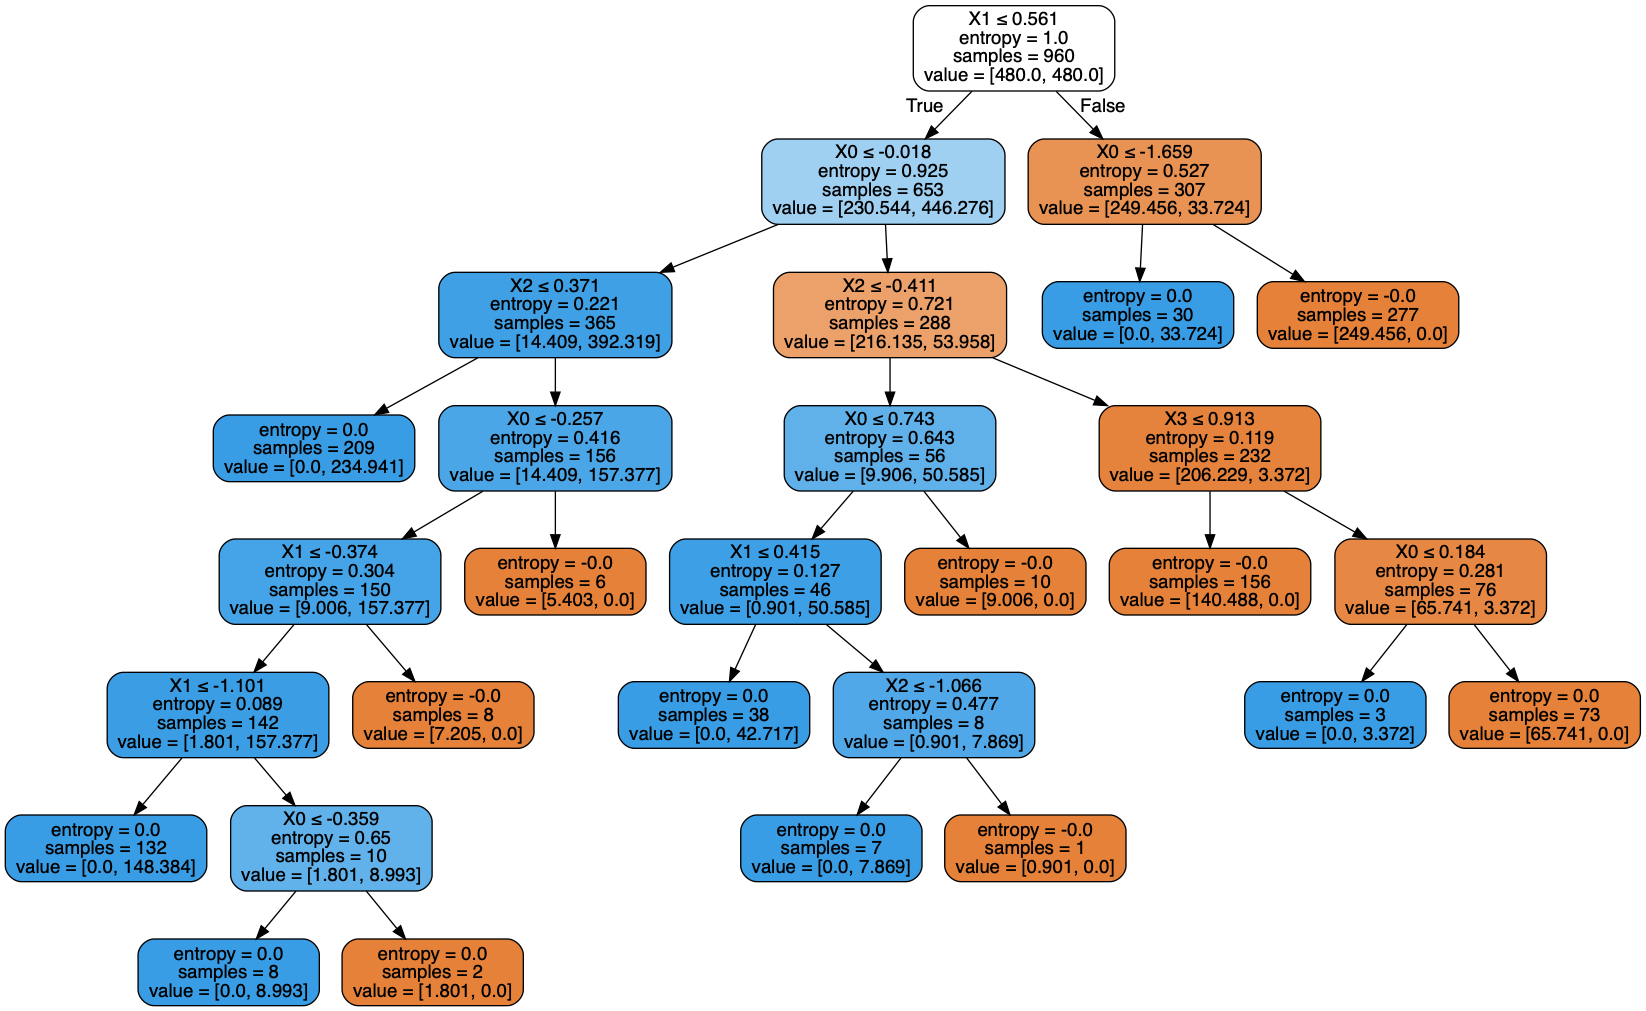 X1 ≤ 0.561
entropy = 1.0
samples = 960
value = [480.0, 480.0]
True
False
X0 ≤ -0.018
entropy = 0.925
samples = 653
value = [230.544, 446.276]
X0 ≤ -1.659
entropy = 0.527
samples = 307
value = [249.456, 33.724]
X2 ≤ 0.371
entropy = 0.221
samples = 365
value = [14.409, 392.319]
X2 ≤ -0.411
entropy = 0.721
samples = 288
value = [216.135, 53.958]
entropy = 0.0
samples = 30
value = [0.0, 33.724]
entropy = -0.0
samples = 277
value = [249.456, 0.0]
entropy = 0.0
samples = 209
value = [0.0, 234.941]
X0 ≤ -0.257
entropy = 0.416
samples = 156
value = [14.409, 157.377]
X0 ≤ 0.743
entropy = 0.643
samples = 56
value = [9.906, 50.585]
X3 ≤ 0.913
entropy = 0.119
samples = 232
value = [206.229, 3.372]
X1 ≤ -0.374
entropy = 0.304
samples = 150
value = [9.006, 157.377]
entropy = -0.0
samples = 6
value = [5.403, 0.0]
X1 ≤ 0.415
entropy = 0.127
samples = 46
value = [0.901, 50.585]
entropy = -0.0
samples = 10
value = [9.006, 0.0]
entropy = -0.0
samples = 156
value = [140.488, 0.0]
X0 ≤ 0.184
entropy = 0.281
samples = 76
value = [65.741, 3.372]
X1 ≤ -1.101
entropy = 0.089
samples = 142
value = [1.801, 157.377]
entropy = -0.0
samples = 8
value = [7.205, 0.0]
entropy = 0.0
samples = 38
value = [0.0, 42.717]
X2 ≤ -1.066
entropy = 0.477
samples = 8
value = [0.901, 7.869]
entropy = 0.0
samples = 3
value = [0.0, 3.372]
entropy = 0.0
samples = 73
value = [65.741, 0.0]
entropy = 0.0
samples = 132
value = [0.0, 148.384]
X0 ≤ -0.359
entropy = 0.65
samples = 10
value = [1.801, 8.993]
entropy = 0.0
samples = 7
value = [0.0, 7.869]
entropy = -0.0
samples = 1
value = [0.901, 0.0]
entropy = 0.0
samples = 8
value = [0.0, 8.993]
entropy = 0.0
samples = 2
value = [1.801, 0.0]